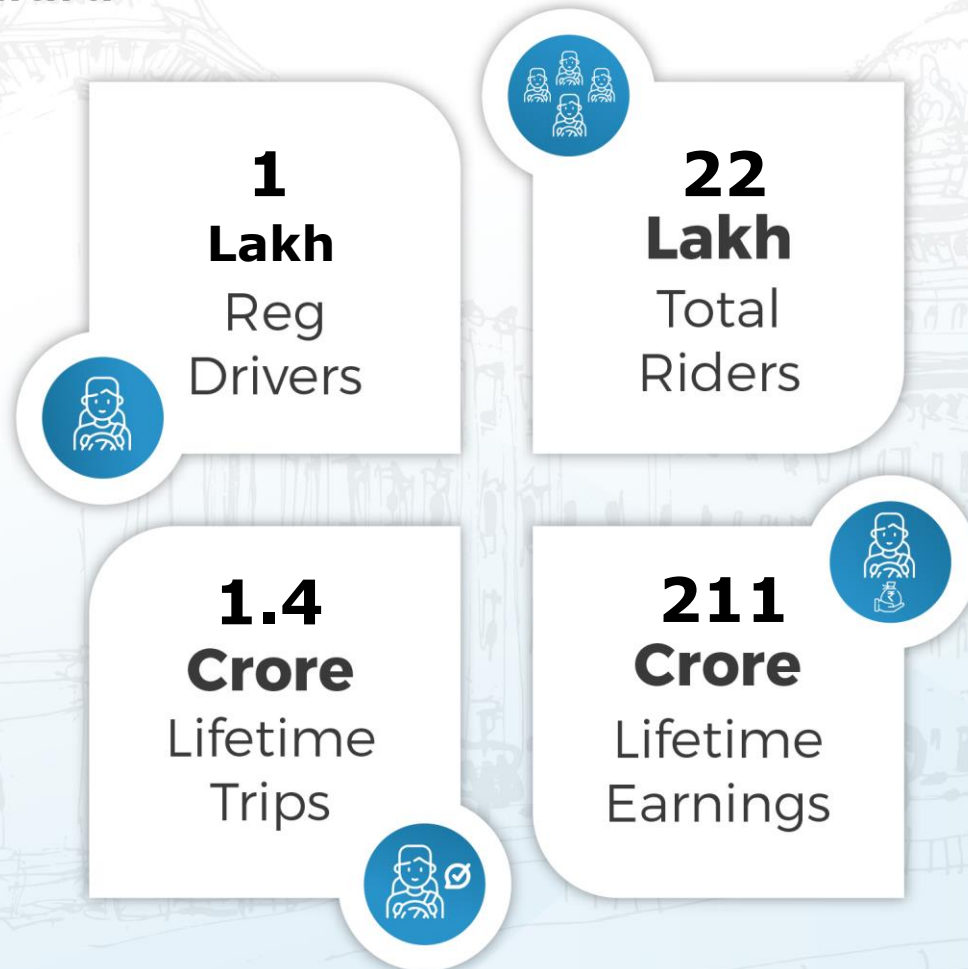 1
Lakh
Reg
Drivers
22
Lakh
Total
Riders
1.4
Crore
Lifetime
Trips
211
Crore
Lifetime
Earnings